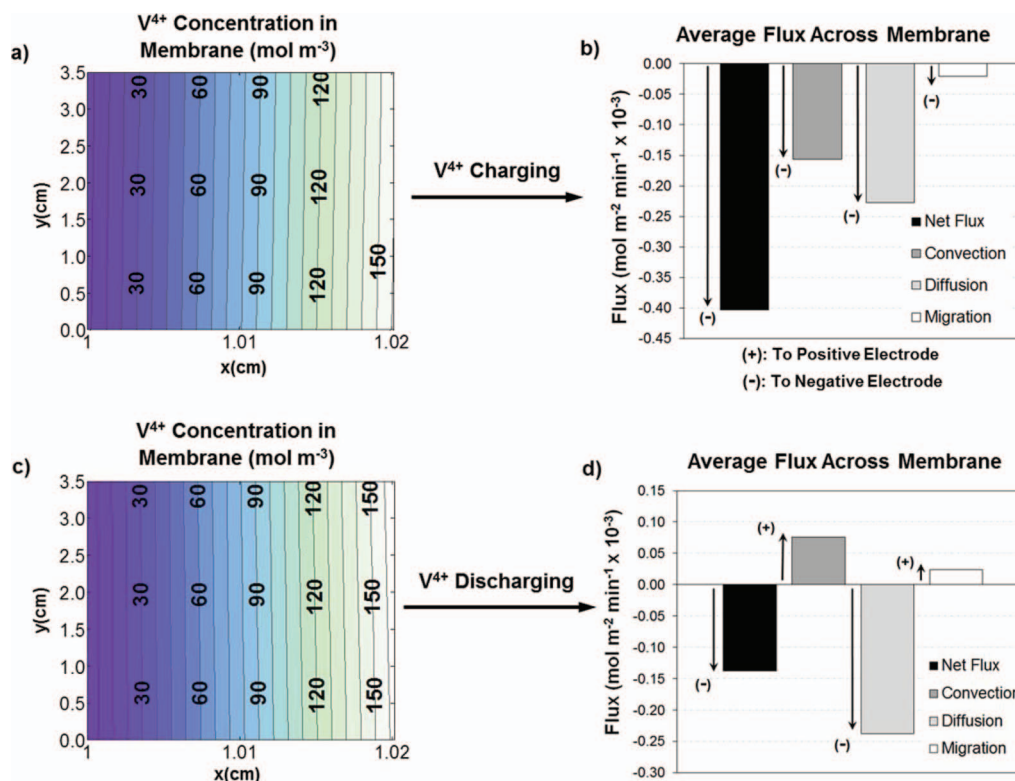 a)
V⁴⁺ Concentration in
Membrane (mol m⁻³)
3.5
3.0
2.5
2.0
1.5
1.0
0.5
0.0
y(cm)
30 60 90 120
30 60 90 120
30 60 90 120 150
1 1.01 1.02
x(cm)
V⁴⁺ Charging
b)
Average Flux Across Membrane
0.00
-0.05
-0.10
-0.15
-0.20
-0.25
-0.30
-0.35
-0.40
-0.45
Flux (mol m⁻² min⁻¹ x 10⁻³)
(-)
(-)
(-)
(-)
Net Flux
Convection
Diffusion
Migration
(+): To Positive Electrode
(-): To Negative Electrode
c)
V⁴⁺ Concentration in
Membrane (mol m⁻³)
3.5
3.0
2.5
2.0
1.5
1.0
0.5
0.0
y(cm)
30 60 90 120 150
30 60 90 120 150
30 60 90 120 150
1 1.01 1.02
x(cm)
V⁴⁺ Discharging
d)
Average Flux Across Membrane
0.15
0.10
0.05
0.00
-0.05
-0.10
-0.15
-0.20
-0.25
-0.30
Flux (mol m⁻² min⁻¹ x 10⁻³)
(+)
(+)
(-)
(-)
Net Flux
Convection
Diffusion
Migration